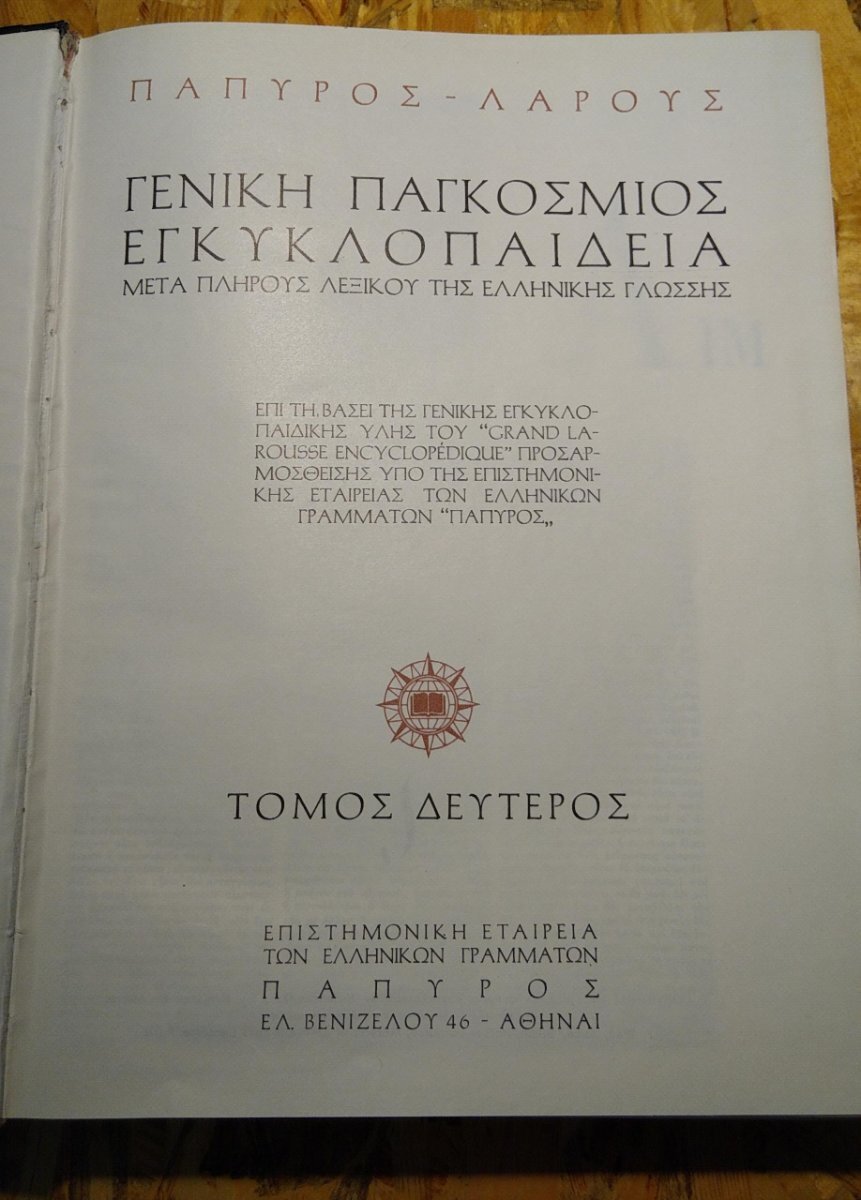 ΠΑΠΥΡΟΣ - ΛΑΡΟΥΣ
ΓΕΝΙΚΗ ΠΑΓΚΟΣΜΙΟΣ
ΕΓΚΥΚΛΟΠΑΙΔΕΙΑ
ΜΕΤΑ ΠΛΗΡΟΥΣ ΛΕΞΙΚΟΥ ΤΗΣ ΕΛΛΗΝΙΚΗΣ ΓΛΩΣΣΗΣ
ΕΠΙ ΤΗ, ΒΑΣΕΙ ΤΗΣ ΓΕΝΙΚΗΣ ΕΓΚΥΚΛΟ-
ΠΑΙΔΙΚΗΣ ΥΛΗΣ ΤΟΥ “GRAND LA-
ROUSSE ENCYCLOPÉDIQUE” ΠΡΟΣΑΡ-
ΜΟΣΘΕΙΣΗΣ ΥΠΟ ΤΗΣ ΕΠΙΣΤΗΜΟΝΙ-
ΚΗΣ ΕΤΑΙΡΕΙΑΣ ΤΩΝ ΕΛΛΗΝΙΚΩΝ
ΓΡΑΜΜΑΤΩΝ “ΠΑΠΥΡΟΣ„
ΤΟΜΟΣ ΔΕΥΤΕΡΟΣ
ΕΠΙΣΤΗΜΟΝΙΚΗ ΕΤΑΙΡΕΙΑ
ΤΩΝ ΕΛΛΗΝΙΚΩΝ ΓΡΑΜΜΑΤΩΝ
ΠΑΠΥΡΟΣ
ΕΛ. ΒΕΝΙΖΕΛΟΥ 46 - ΑΘΗΝΑΙ